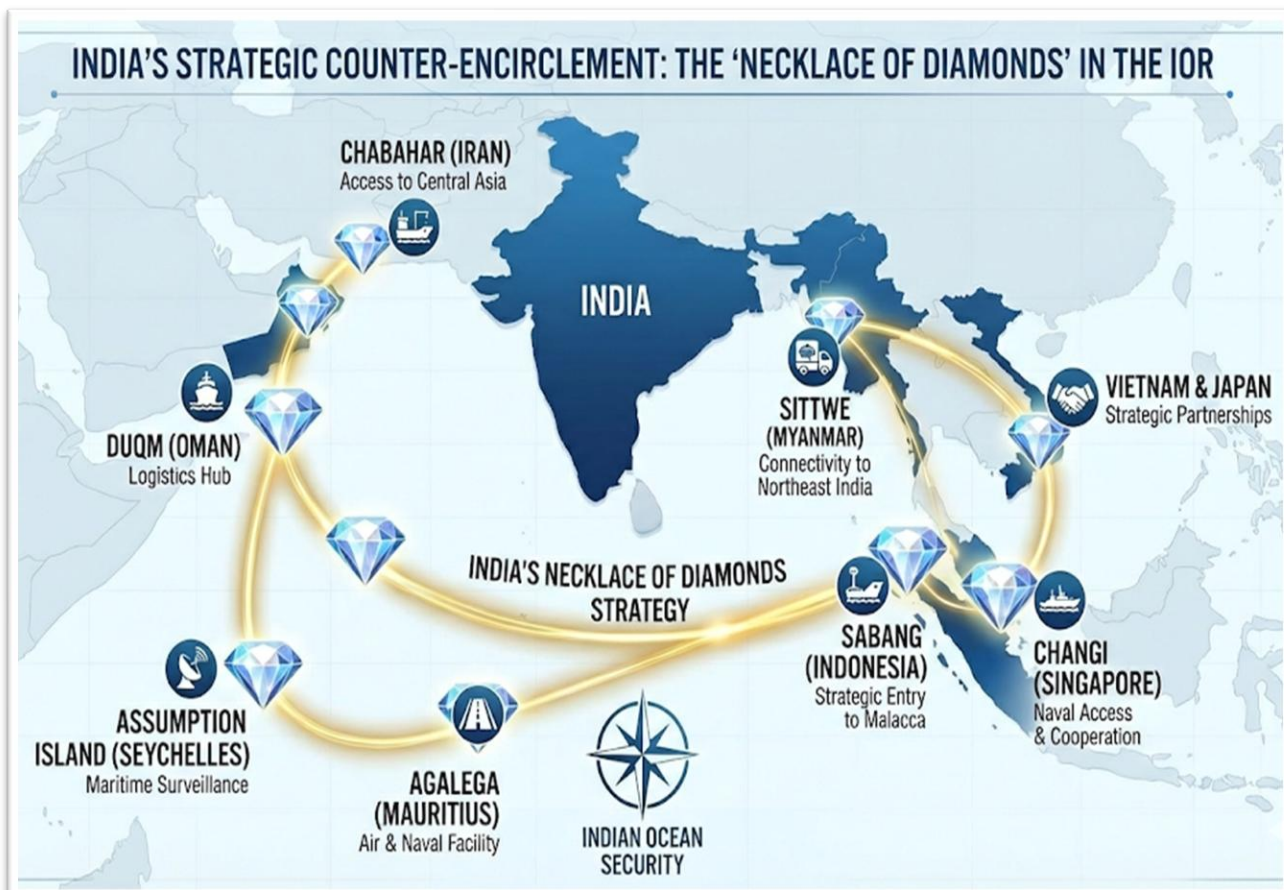 INDIA'S STRATEGIC COUNTER-ENCIRCLEMENT: THE 'NECKLACE OF DIAMONDS' IN THE IOR
CHABAHAR (IRAN)
Access to Central Asia
INDIA
DUQM (OMAN)
Logistics Hub
SITTWE
(MYANMAR)
Connectivity to
Northeast India
VIETNAM & JAPAN
Strategic Partnerships
INDIA'S NECKLACE OF DIAMONDS
STRATEGY
SABANG
(INDONESIA)
Strategic Entry
to Malacca
CHANGI
(SINGAPORE)
Naval Access
& Cooperation
ASSUMPTION
ISLAND (SEYCHELLES)
Maritime Surveillance
AGALEGA
(MAURITIUS)
Air & Naval Facility
INDIAN OCEAN
SECURITY